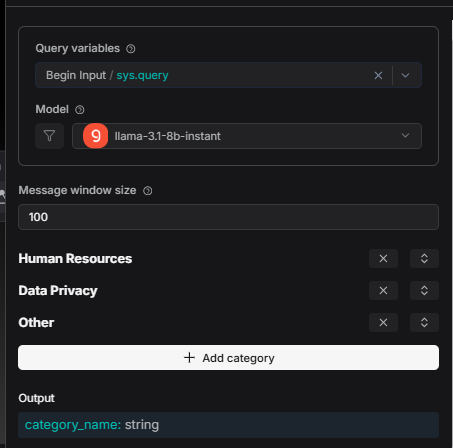 Query variables
Begin Input / sys.query
Model
llama-3.1-8b-instant
Message window size
100
Human Resources
Data Privacy
Other
+ Add category
Output
category_name: string